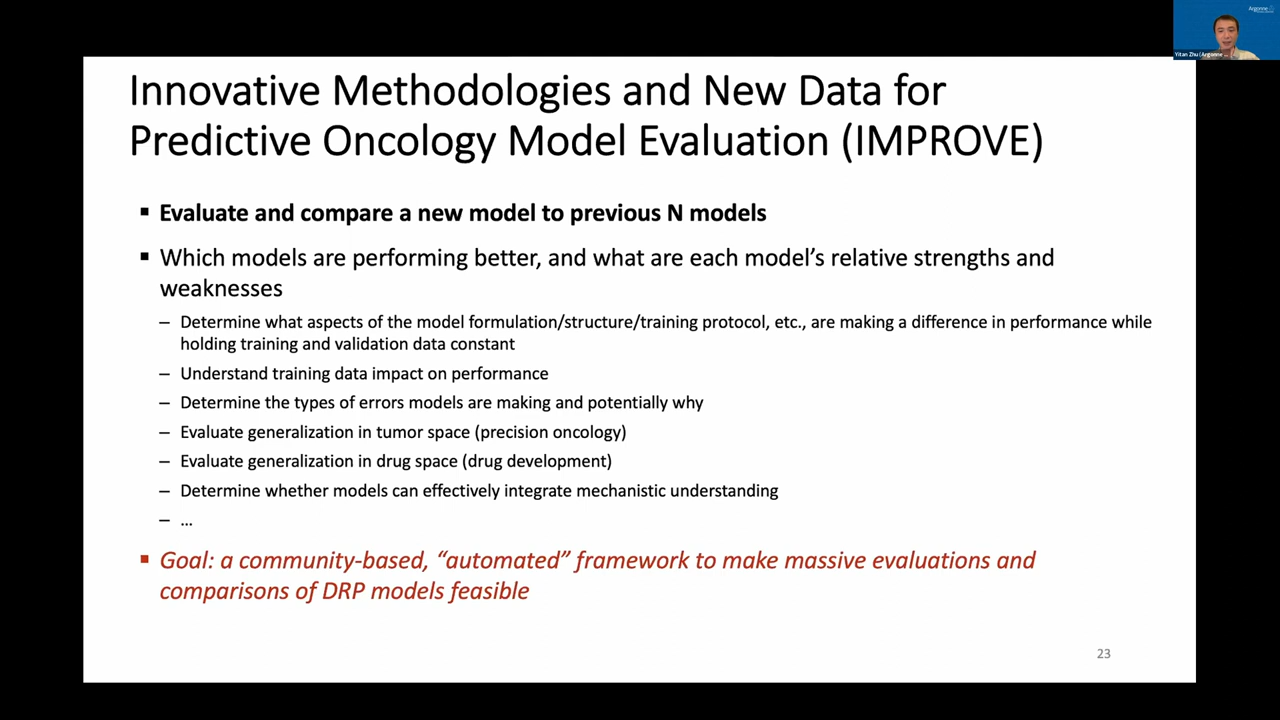 Argonne
Yitan Zhu (Argonne ...
Innovative Methodologies and New Data for
Predictive Oncology Model Evaluation (IMPROVE)
▪ Evaluate and compare a new model to previous N models
▪ Which models are performing better, and what are each model’s relative strengths and
weaknesses
– Determine what aspects of the model formulation/structure/training protocol, etc., are making a difference in performance while
holding training and validation data constant
– Understand training data impact on performance
– Determine the types of errors models are making and potentially why
– Evaluate generalization in tumor space (precision oncology)
– Evaluate generalization in drug space (drug development)
– Determine whether models can effectively integrate mechanistic understanding
– …
▪ Goal: a community-based, “automated” framework to make massive evaluations and
comparisons of DRP models feasible
23